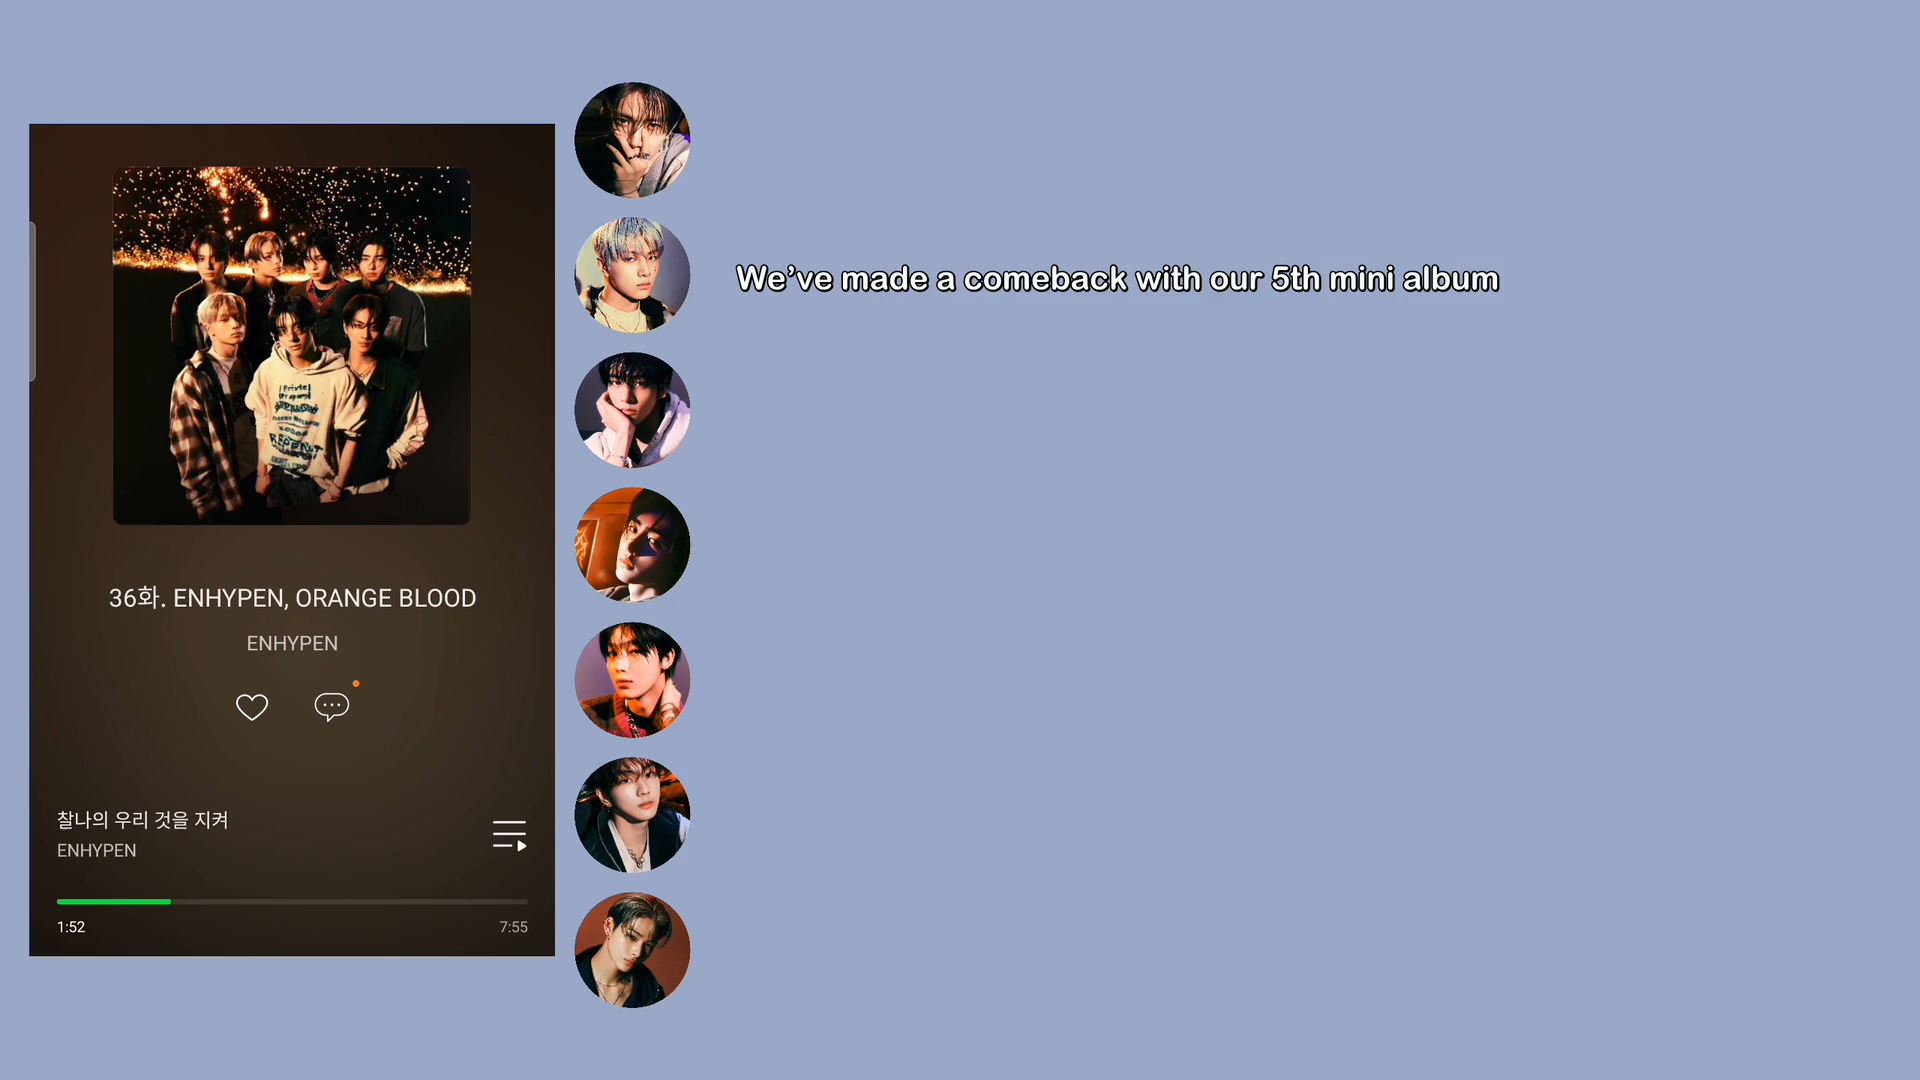 We’ve made a comeback with our 5th mini album
36화. ENHYPEN, ORANGE BLOOD
ENHYPEN
찰나의 우리 것을 지켜
ENHYPEN
1:52
7:55